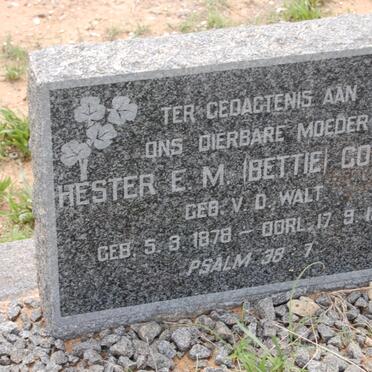 TER GEDAGTENIS AAN
ONS DIERBARE MOEDER
HESTER E. M. (BETTIE)
GEB. V. D. WALT
GEB. 5. 3 1878 – OORL. 17. 9
PSALM 38 7